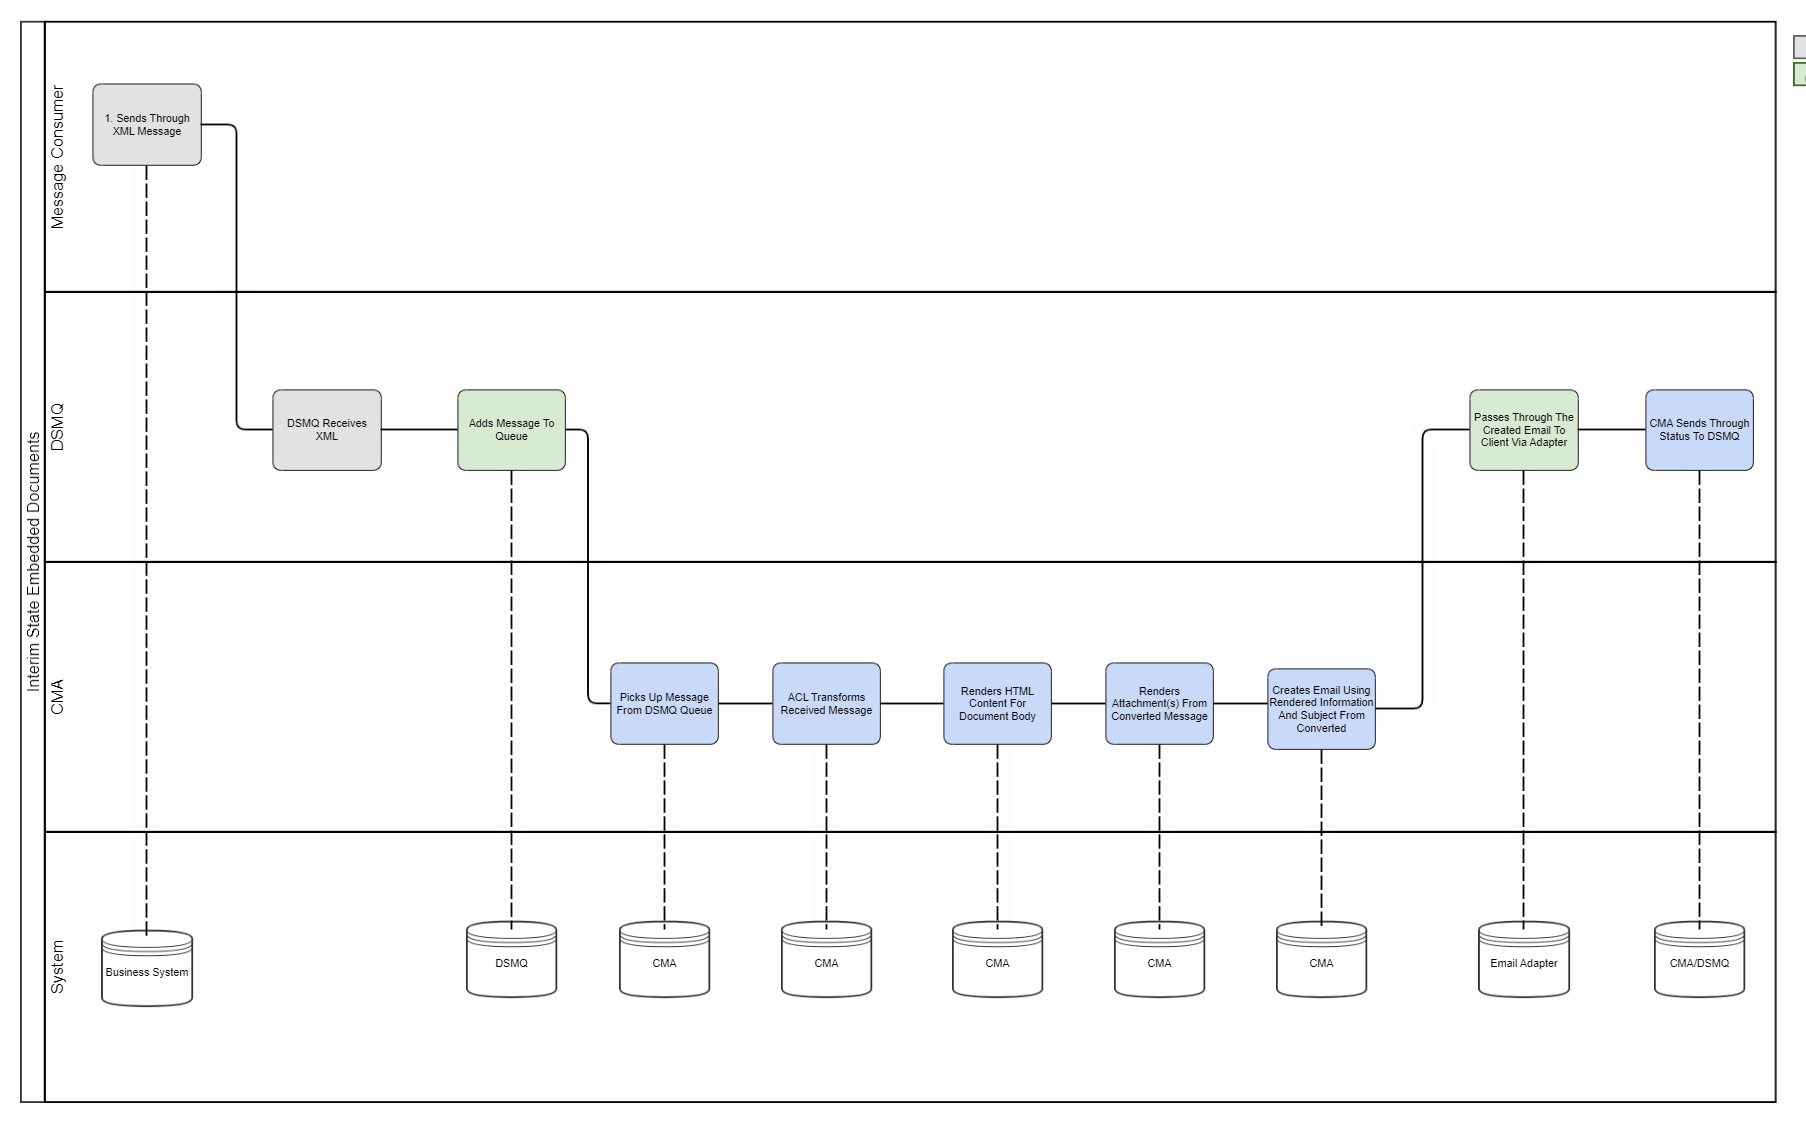 Interim State Embedded Documents
Message Consumer
1. Sends Through
XML Message
DSMQ
DSMQ Receives
XML
Adds Message To
Queue
Passes Through The
Created Email To
Client Via Adapter
CMA Sends Through
Status To DSMQ
CMA
Picks Up Message
From DSMQ Queue
ACL Transforms
Received Message
Renders HTML
Content For
Document Body
Renders
Attachment(s) From
Converted Message
Creates Email Using
Rendered Information
And Subject From
Converted
System
Business System
DSMQ
CMA
CMA
CMA
CMA
CMA
Email Adapter
CMA/DSMQ